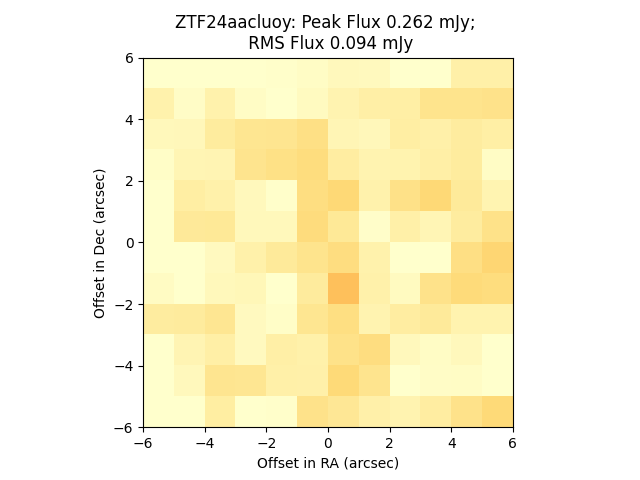 ZTF24aacluoy: Peak Flux 0.262 mJy;
RMS Flux 0.094 mJy
6
4
2
0
−2
−4
−6
Offset in Dec (arcsec)
−6 −4 −2 0 2 4 6
Offset in RA (arcsec)